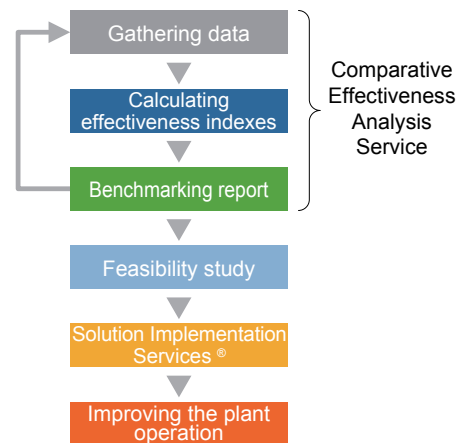 Gathering data
Calculating
effectiveness indexes
Benchmarking report
Comparative
Effectiveness
Analysis
Service
Feasibility study
Solution Implementation
Services ®
Improving the plant
operation